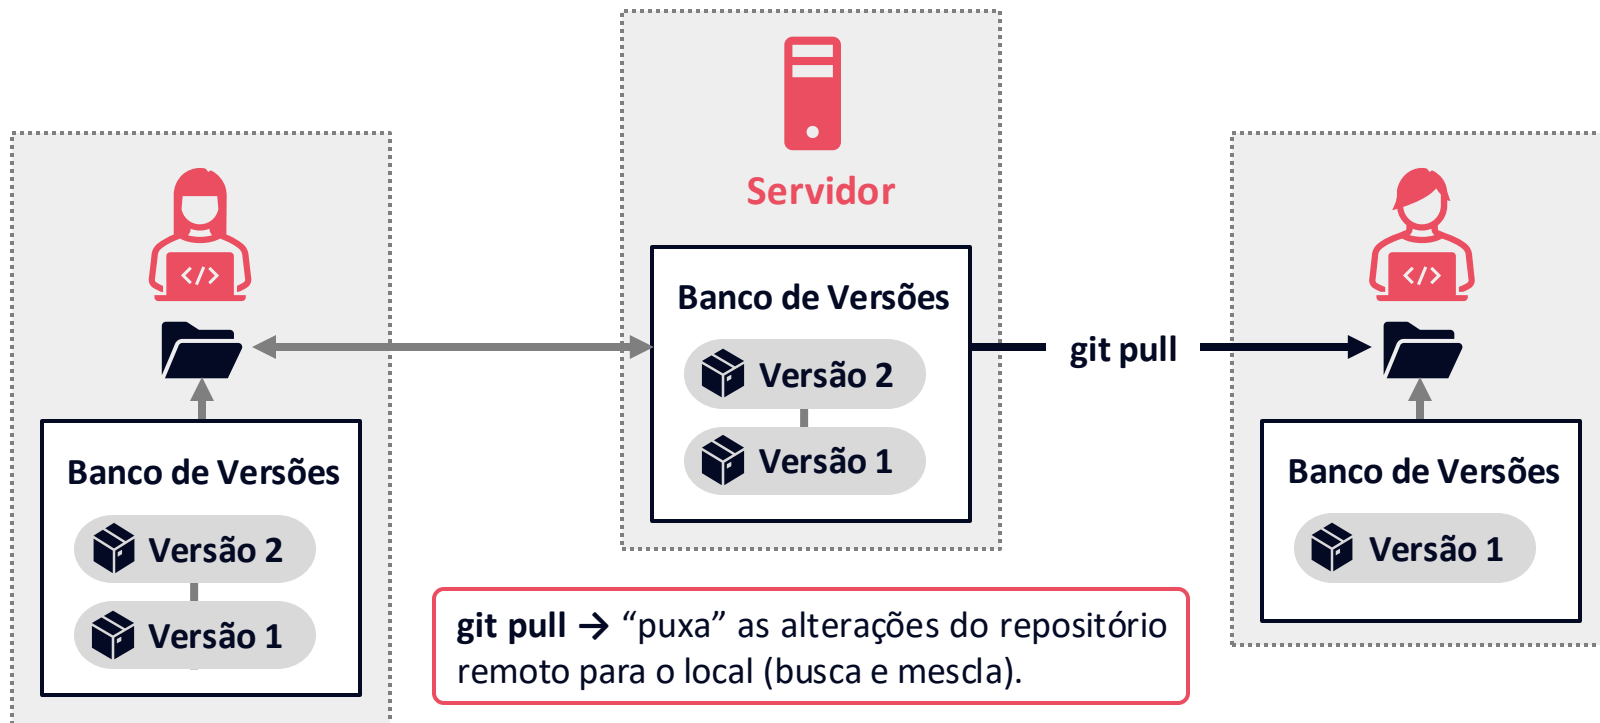 Servidor
Banco de Versões
Versão 2
Versão 1
git pull
</>
Banco de Versões
Versão 2
Versão 1
</>
Banco de Versões
Versão 1
git pull → “puxa” as alterações do repositório
remoto para o local (busca e mescla).